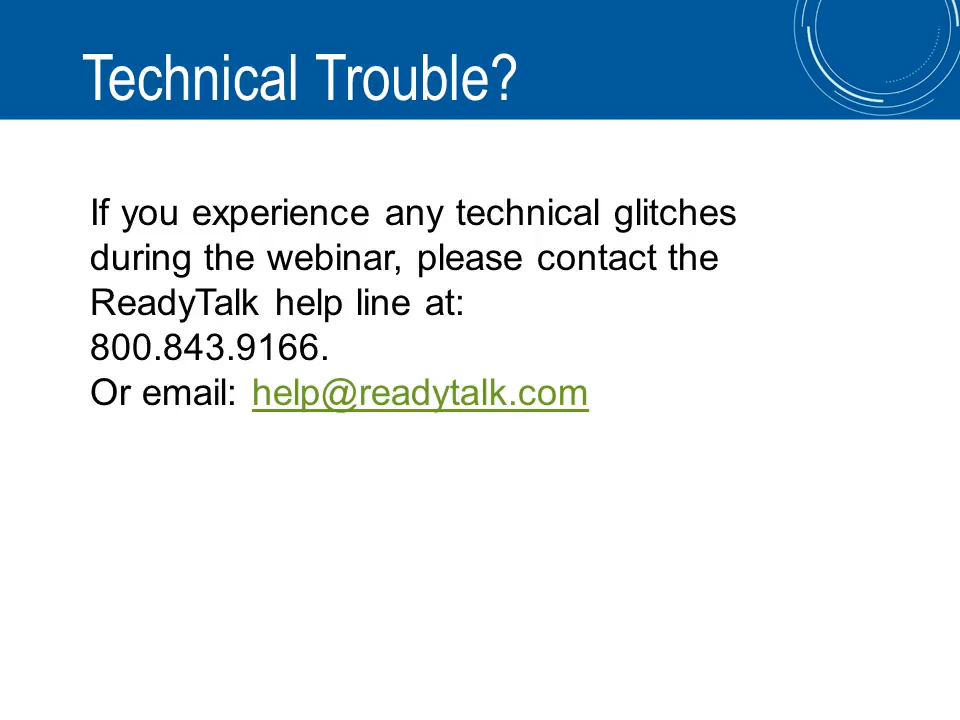 Technical Trouble?
If you experience any technical glitches
during the webinar, please contact the
ReadyTalk help line at:
800.843.9166.
Or email: help@readytalk.com